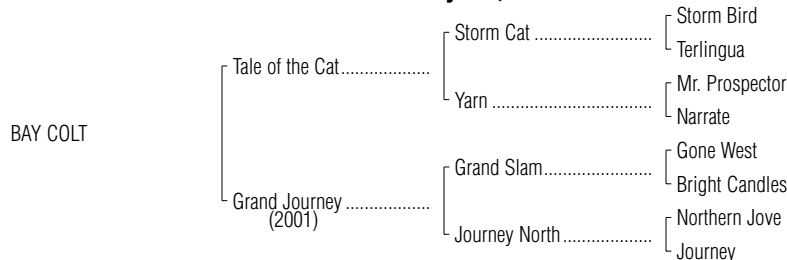 Storm Bird
Storm Cat ........................
Terlingua
Tale of the Cat...................
Mr. Prospector
Yarn .................................
Narrate
BAY COLT
Gone West
Grand Slam......................
Bright Candles
Grand Journey ..................
(2001)
Northern Jove
Journey North..................
Journey